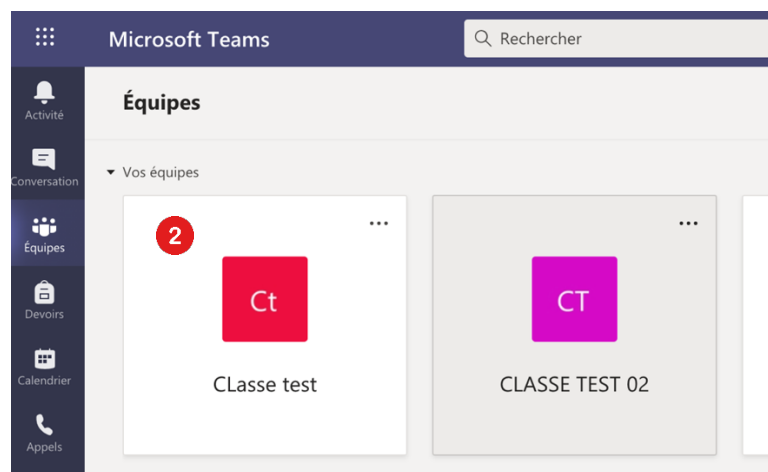 Microsoft Teams
Rechercher
Activité
Conversation
Équipes
Devoirs
Calendrier
Appels
Équipes
Vos équipes
2
Ct
CLasse test
CT
CLASSE TEST 02